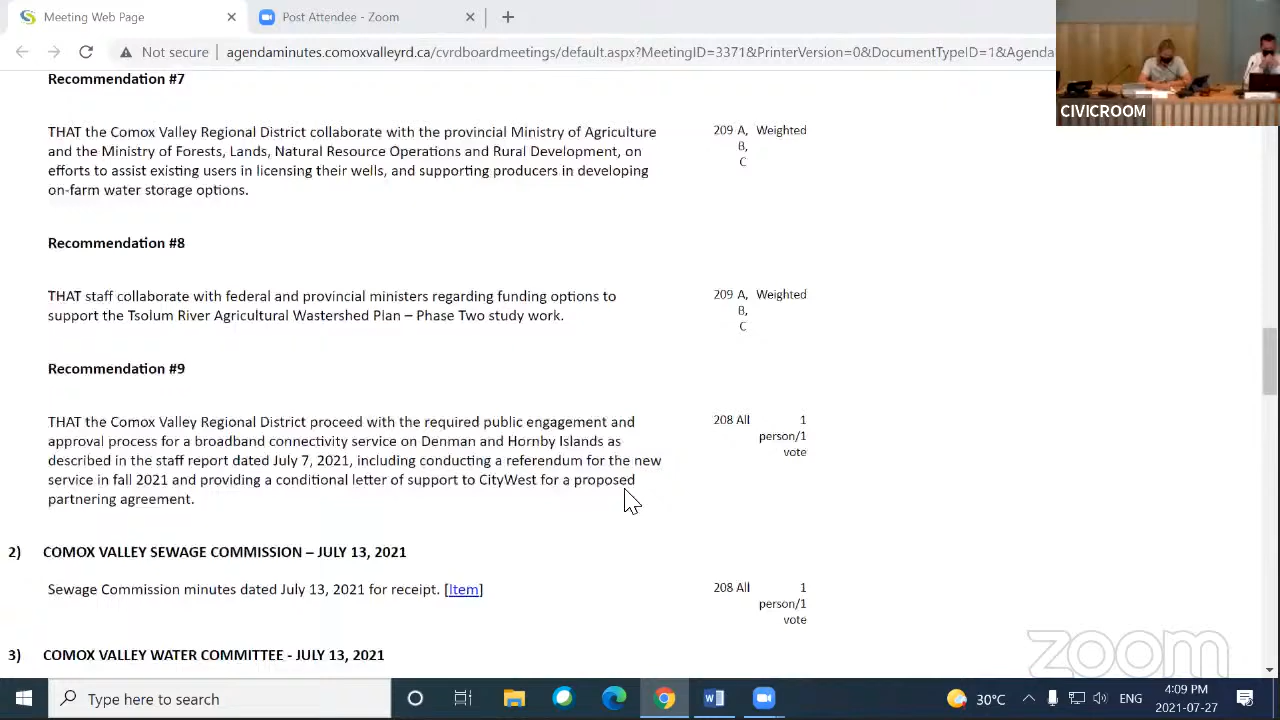 Meeting Web Page
Post Attendee - Zoom
Not secure
agendaminutes.comoxvalleyrd.ca/cvrdboardmeetings/default.aspx?MeetingID=3371&PrinterVersion=0&DocumentTypeID=1&Agenda
CIVICROOM
Recommendation #7
THAT the Comox Valley Regional District collaborate with the provincial Ministry of Agriculture
and the Ministry of Forests, Lands, Natural Resource Operations and Rural Development, on
efforts to assist existing users in licensing their wells, and supporting producers in developing
on-farm water storage options.
209 A, Weighted
B,
C
Recommendation #8
THAT staff collaborate with federal and provincial ministers regarding funding options to
support the Tsolum River Agricultural Wastershed Plan – Phase Two study work.
209 A, Weighted
B,
C
Recommendation #9
THAT the Comox Valley Regional District proceed with the required public engagement and
approval process for a broadband connectivity service on Denman and Hornby Islands as
described in the staff report dated July 7, 2021, including conducting a referendum for the new
service in fall 2021 and providing a conditional letter of support to CityWest for a proposed
partnering agreement.
208 All 1
person/1
vote
2) COMOX VALLEY SEWAGE COMMISSION – JULY 13, 2021
Sewage Commission minutes dated July 13, 2021 for receipt. [Item]
208 All 1
person/1
vote
3) COMOX VALLEY WATER COMMITTEE - JULY 13, 2021
zoom
Type here to search
30°C
ENG
4:09 PM
2021-07-27